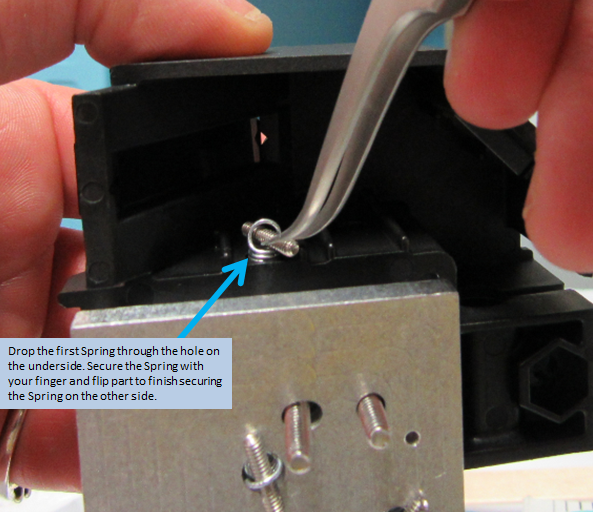 Drop the first Spring through the hole on
the underside. Secure the Spring with
your finger and flip part to finish securing
the Spring on the other side.